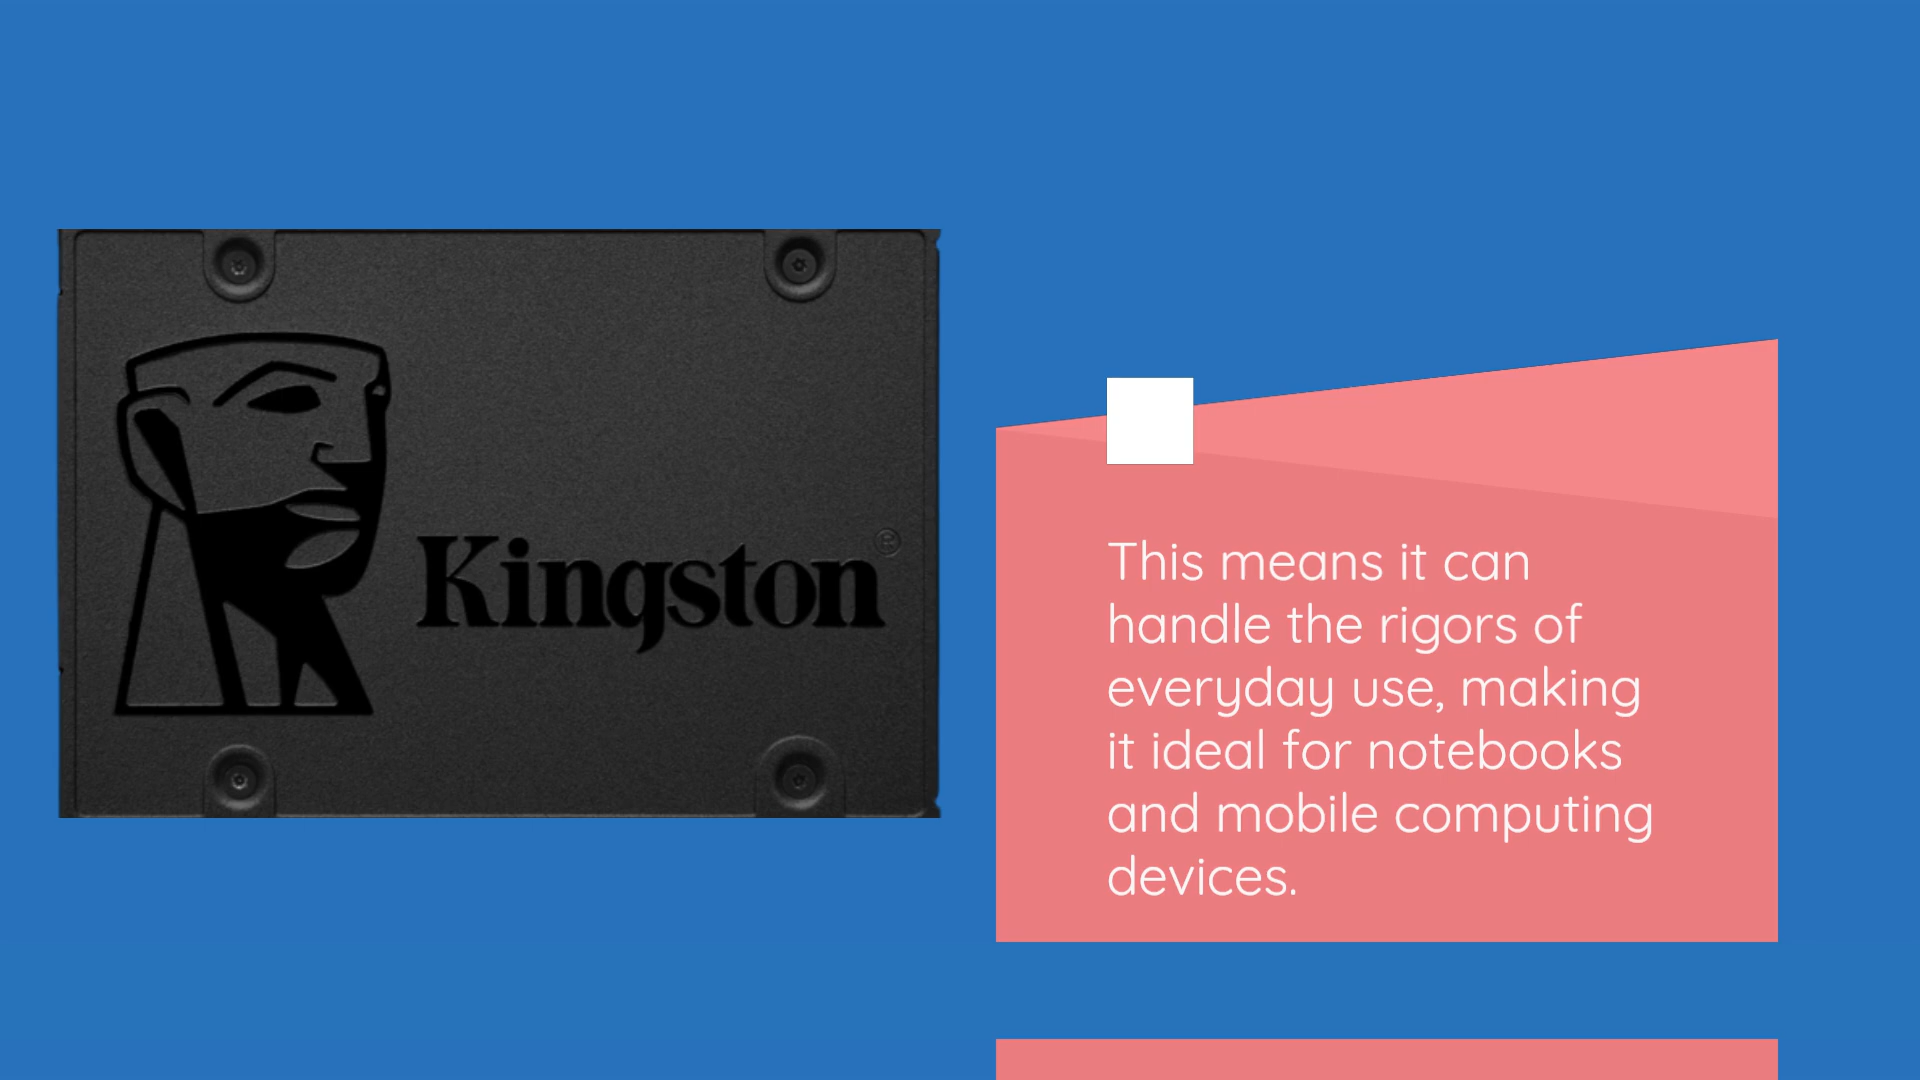 Kingston®
This means it can
handle the rigors of
everyday use, making
it ideal for notebooks
and mobile computing
devices.